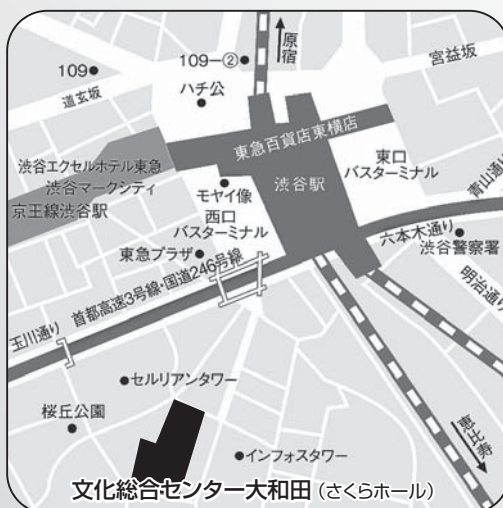 原宿
宮益坂
109
109-②
道玄坂
ハチ公
東急百貨店東横店
渋谷エクセルホテル東急
渋谷マークシティ
京王線渋谷駅
モヤイ像
渋谷駅
東口
バスターミナル
西口
バスターミナル
青山通り
六本木通り
渋谷警察署
東急プラザ
明治通り
首都高速3号線・国道246号線
玉川通り
セルリアンタワー
桜丘公園
インフォスタワー
恵比寿
文化総合センター大和田 (さくらホール)